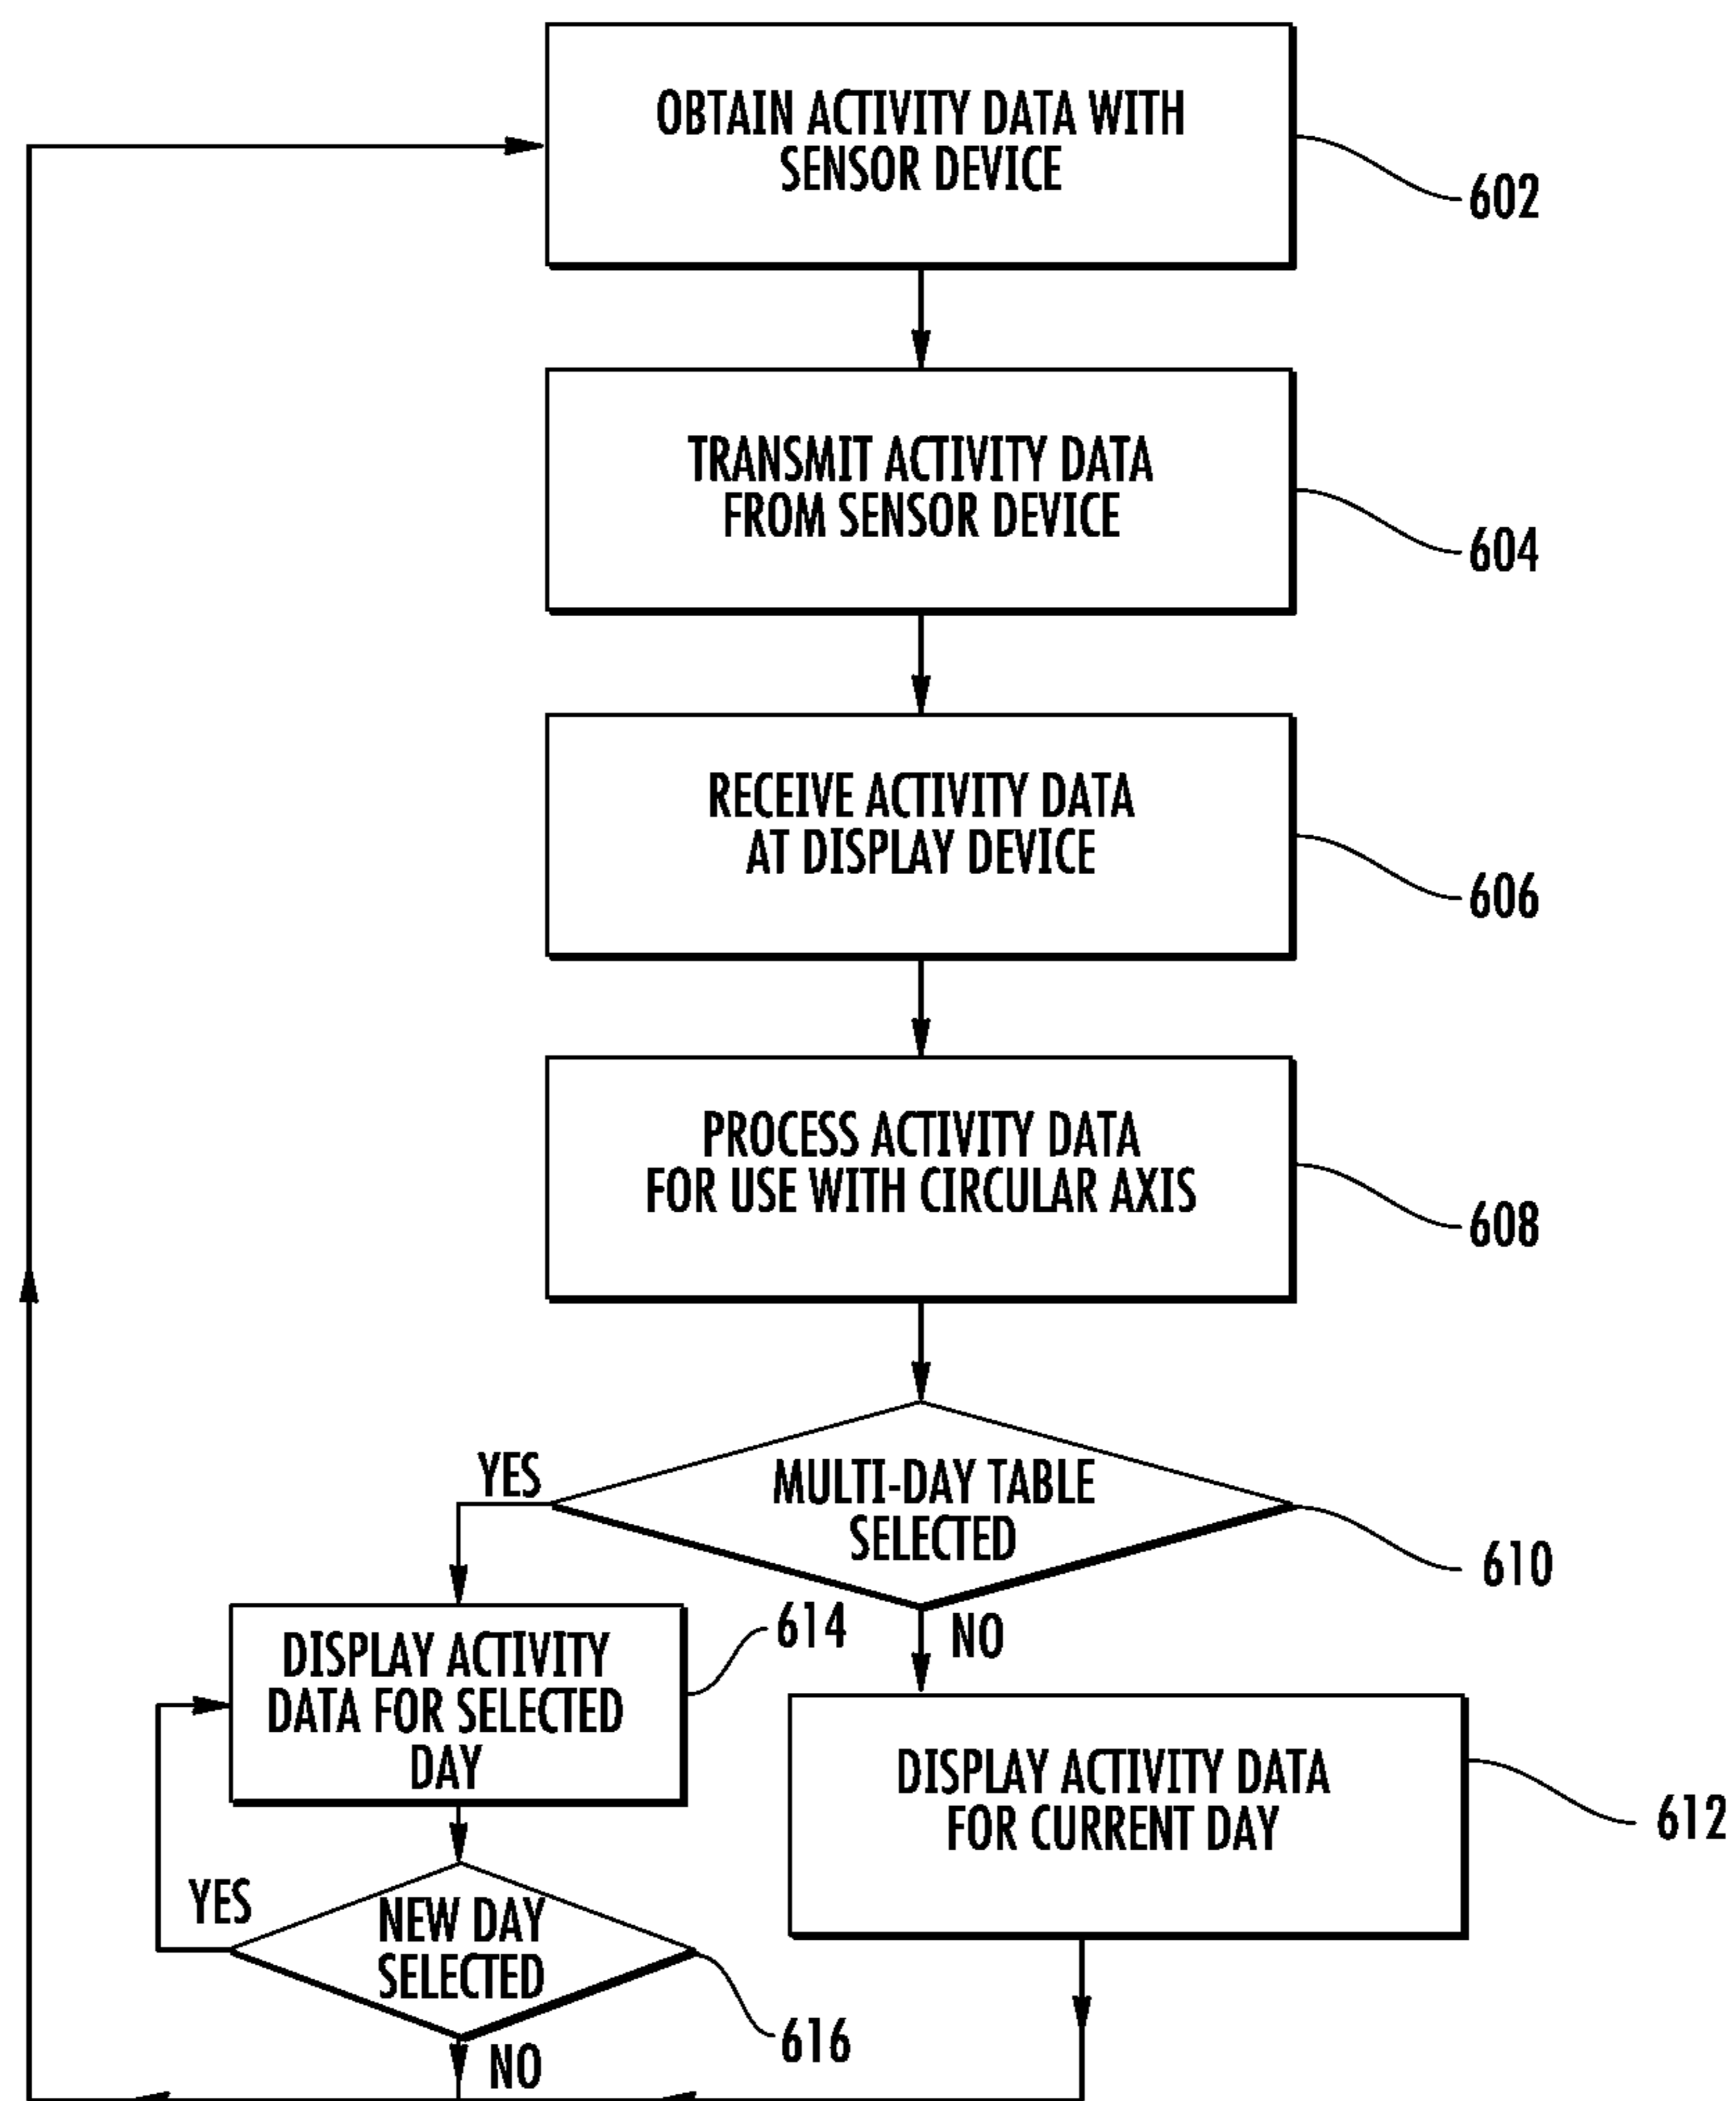 OBTAIN ACTIVITY DATA WITH
SENSOR DEVICE
602
TRANSMIT ACTIVITY DATA
FROM SENSOR DEVICE
604
RECEIVE ACTIVITY DATA
AT DISPLAY DEVICE
606
PROCESS ACTIVITY DATA
FOR USE WITH CIRCULAR AXIS
608
YES
MULTI-DAY TABLE
SELECTED
610
NO
614
DISPLAY ACTIVITY
DATA FOR SELECTED
DAY
DISPLAY ACTIVITY DATA
FOR CURRENT DAY
612
YES
NEW DAY
SELECTED
616
NO